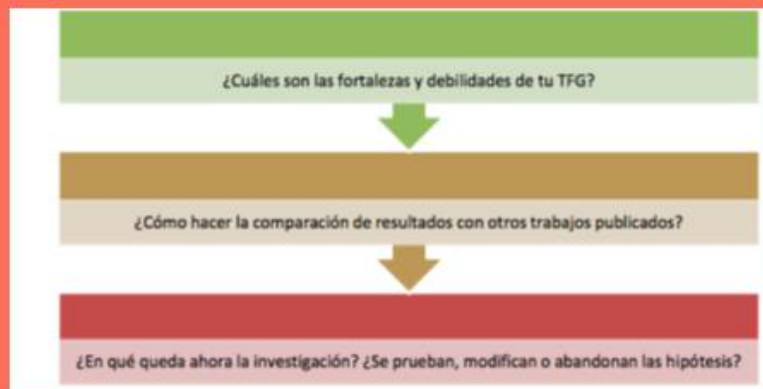 ¿Cuáles son las fortalezas y debilidades de tu TFG?
¿Cómo hacer la comparación de resultados con otros trabajos publicados?
¿En qué queda ahora la investigación? ¿Se prueban, modifican o abandonan las hipótesis?